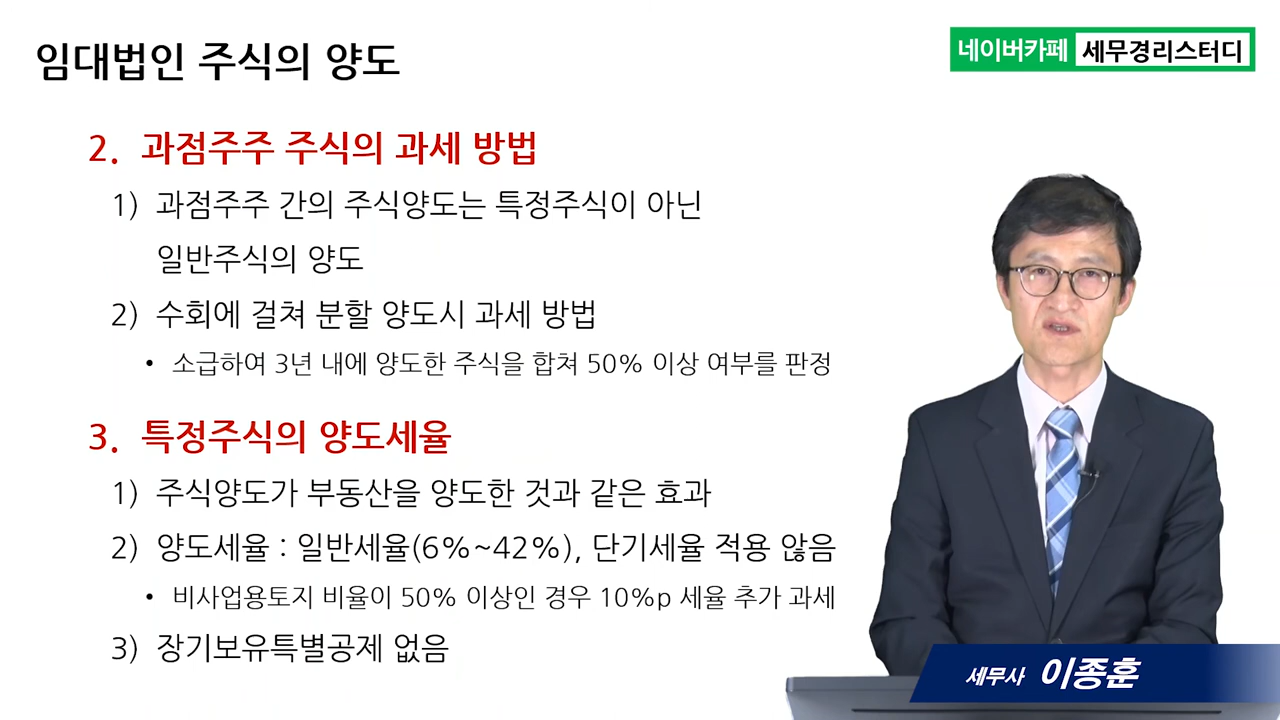 임대법인 주식의 양도
네이버카페 세무경리스터디
2. 과점주주 주식의 과세 방법
1) 과점주주 간의 주식양도는 특정주식이 아닌
일반주식의 양도
2) 수회에 걸쳐 분할 양도시 과세 방법
• 소급하여 3년 내에 양도한 주식을 합쳐 50% 이상 여부를 판정
3. 특정주식의 양도세율
1) 주식양도가 부동산을 양도한 것과 같은 효과
2) 양도세율 : 일반세율(6%~42%), 단기세율 적용 않음
• 비사업용토지 비율이 50% 이상인 경우 10%p 세율 추가 과세
3) 장기보유특별공제 없음
세무사 이종훈